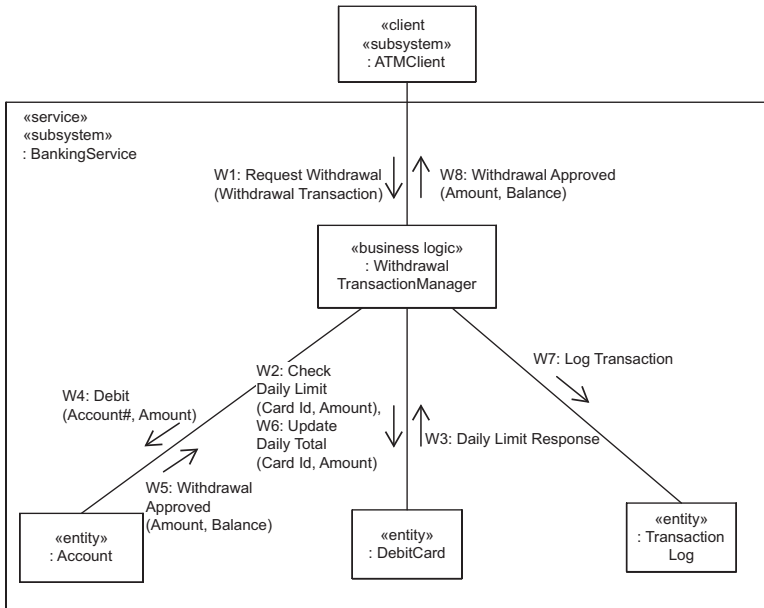 «client
«subsystem»
: ATMClient
«service»
«subsystem»
: BankingService
W1: Request Withdrawal
(Withdrawal Transaction)
W8: Withdrawal Approved
(Amount, Balance)
«business logic»
: Withdrawal
TransactionManager
W2: Check
Daily Limit
(Card Id, Amount),
W6: Update
Daily Total
(Card Id, Amount)
W7: Log Transaction
W4: Debit
(Account#, Amount)
W3: Daily Limit Response
W5: Withdrawal
Approved
(Amount, Balance)
«entity»
: Account
«entity»
: DebitCard
«entity»
: Transaction
Log